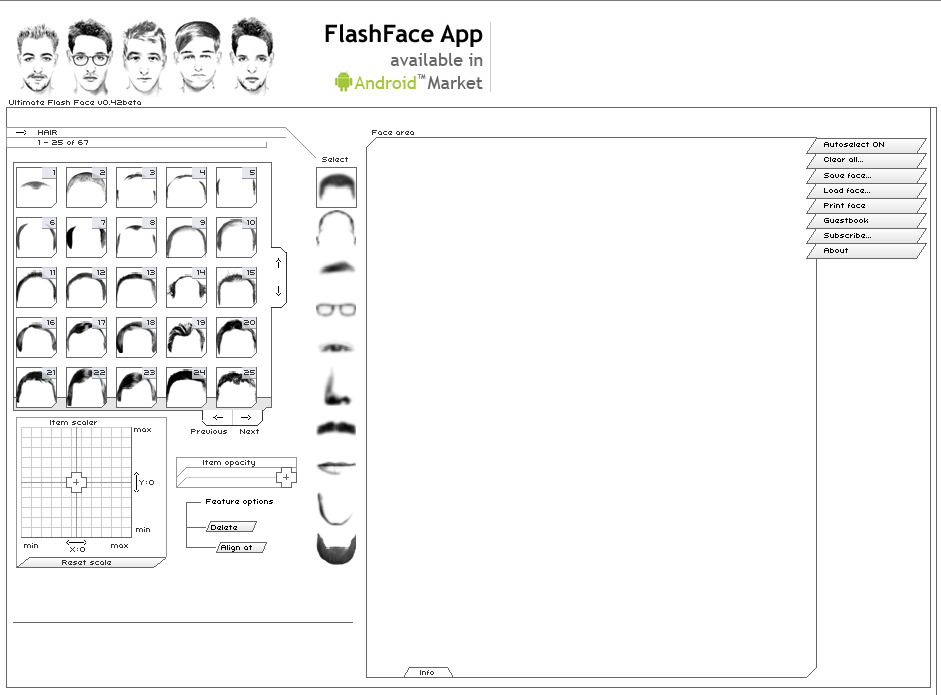 FlashFace App
available in
Android™Market
Ultimate Flash Face v0.42beta
HAIR
1 - 25 of 67
Select
Face area
1 2 3 4 5
6 7 8 9 10
11 12 13 14 15
16 17 18 19 20
21 22 23 24 25
Previous Next
Item scaler
max
Y:0
min
min X:0 max
Reset scale
Item opacity
Feature options
Delete
Align at
Autoselect ON
Clear all...
Save face...
Load face...
Print face
Guestbook
Subscribe...
About
Info